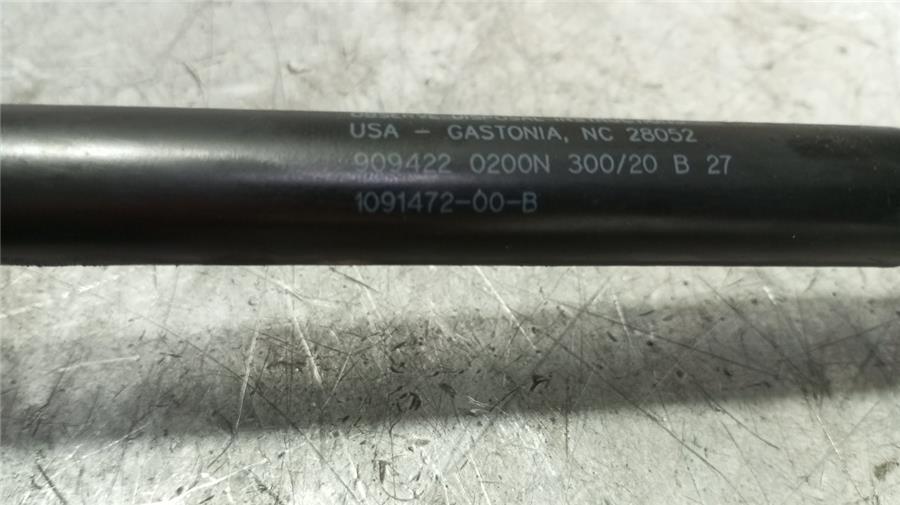 USA - GASTONIA, NC 28052
909422 0200N 300/20 B 27
1091472-00-B